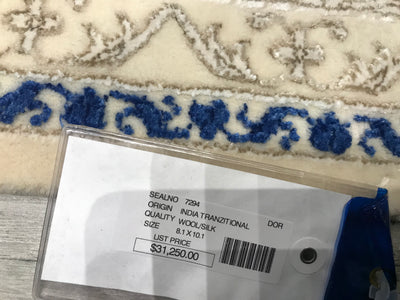 SEALNO 7294
ORIGIN INDIA TRANZITIONAL DOR
QUALITY WOOL/SILK
SIZE 8.1 X 10.1
LIST PRICE
$31,250.00